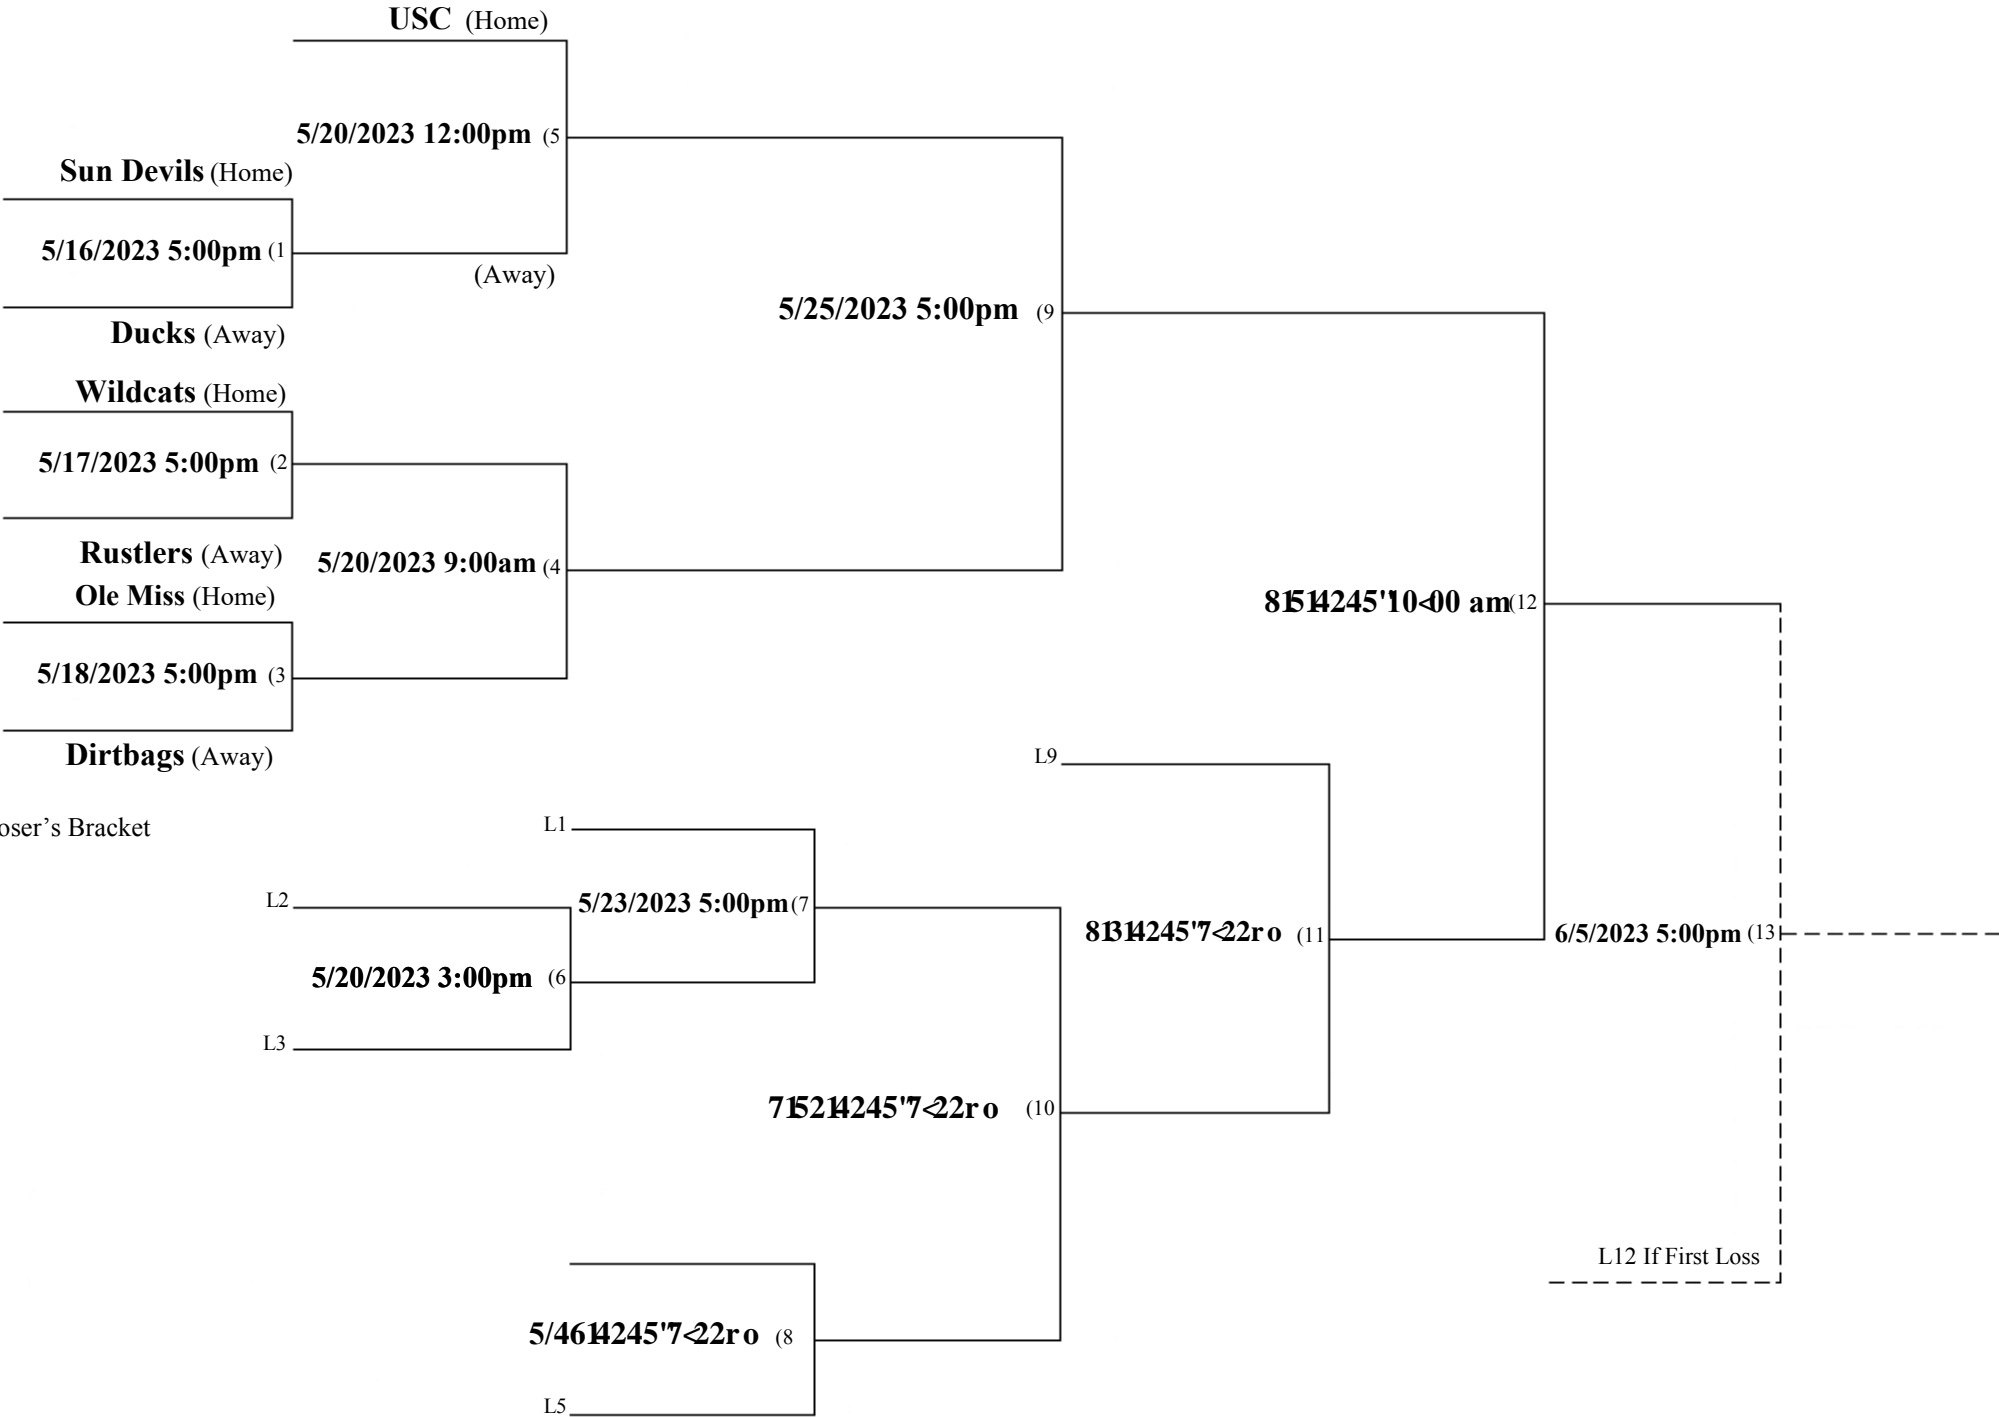 USC (Home)
5/20/2023 12:00pm (5
Sun Devils (Home)
5/16/2023 5:00pm (1
(Away)
5/25/2023 5:00pm (9
Ducks (Away)
Wildcats (Home)
5/17/2023 5:00pm (2
Rustlers (Away)
5/20/2023 9:00am (4
Ole Miss (Home)
10<00 am(12
5/18/2023 5:00pm (3
Dirtbags (Away)
L9
oser’s Bracket
L1
L2
5/23/2023 5:00pm(7
(11
6/5/2023 5:00pm (13
5/20/2023 3:00pm (6
L3
(10
L12 If First Loss
(8
L5